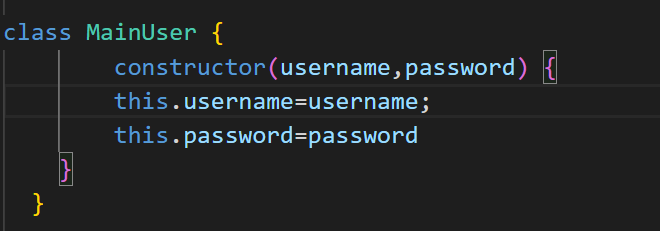 class MainUser {
constructor(username,password) {
this.username=username;
this.password=password
}
}